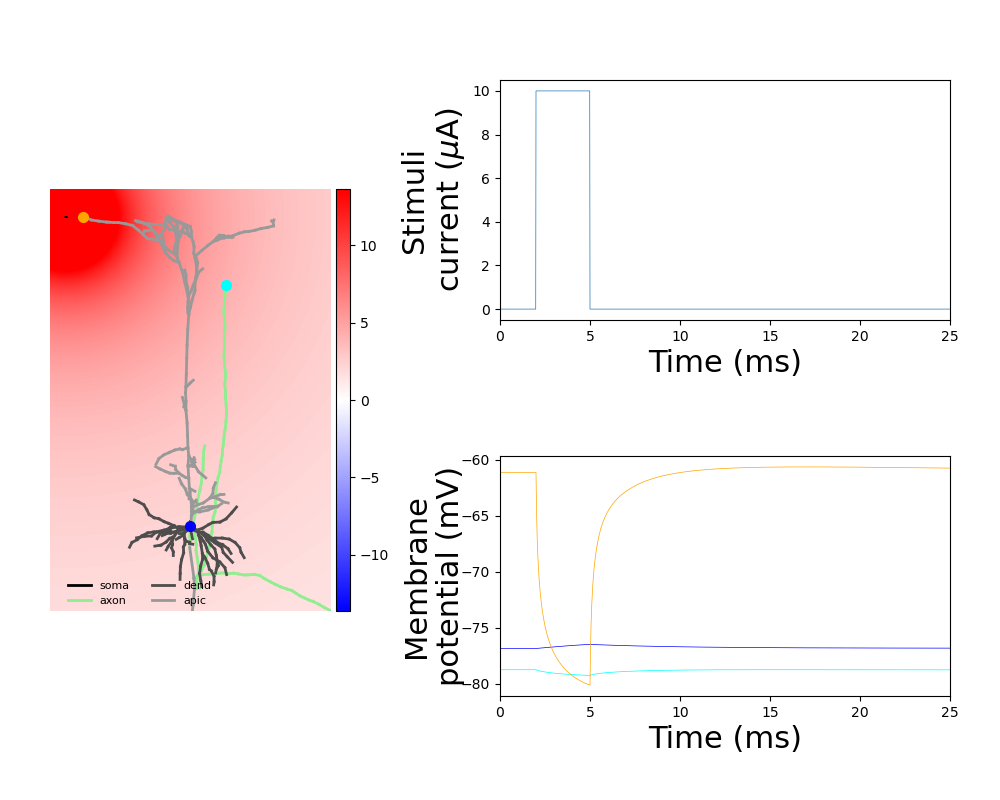 10
5
0
−5
−10
soma
dend
axon
apic
Stimuli
current (μA)
10
8
6
4
2
0
0 5 10 15 20 25
Time (ms)
Membrane
potential (mV)
−60
−65
−70
−75
−80
0 5 10 15 20 25
Time (ms)